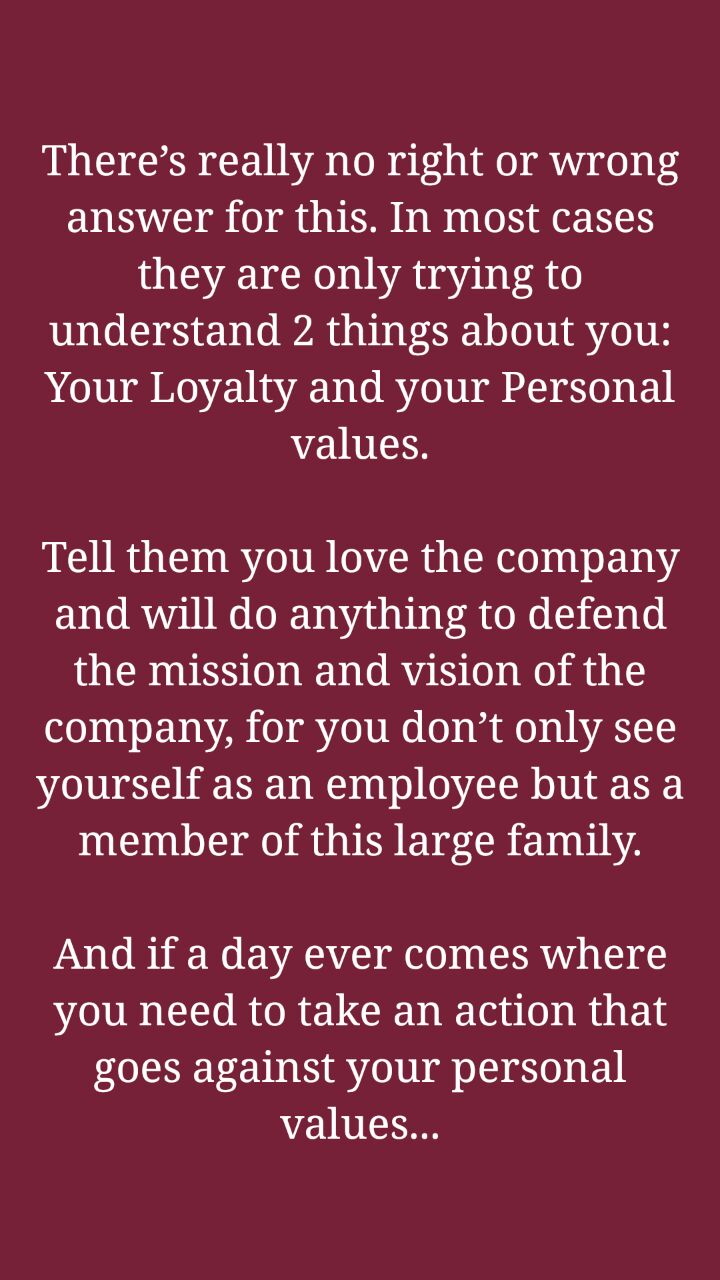 There’s really no right or wrong
answer for this. In most cases
they are only trying to
understand 2 things about you:
Your Loyalty and your Personal
values.
Tell them you love the company
and will do anything to defend
the mission and vision of the
company, for you don’t only see
yourself as an employee but as a
member of this large family.
And if a day ever comes where
you need to take an action that
goes against your personal
values...